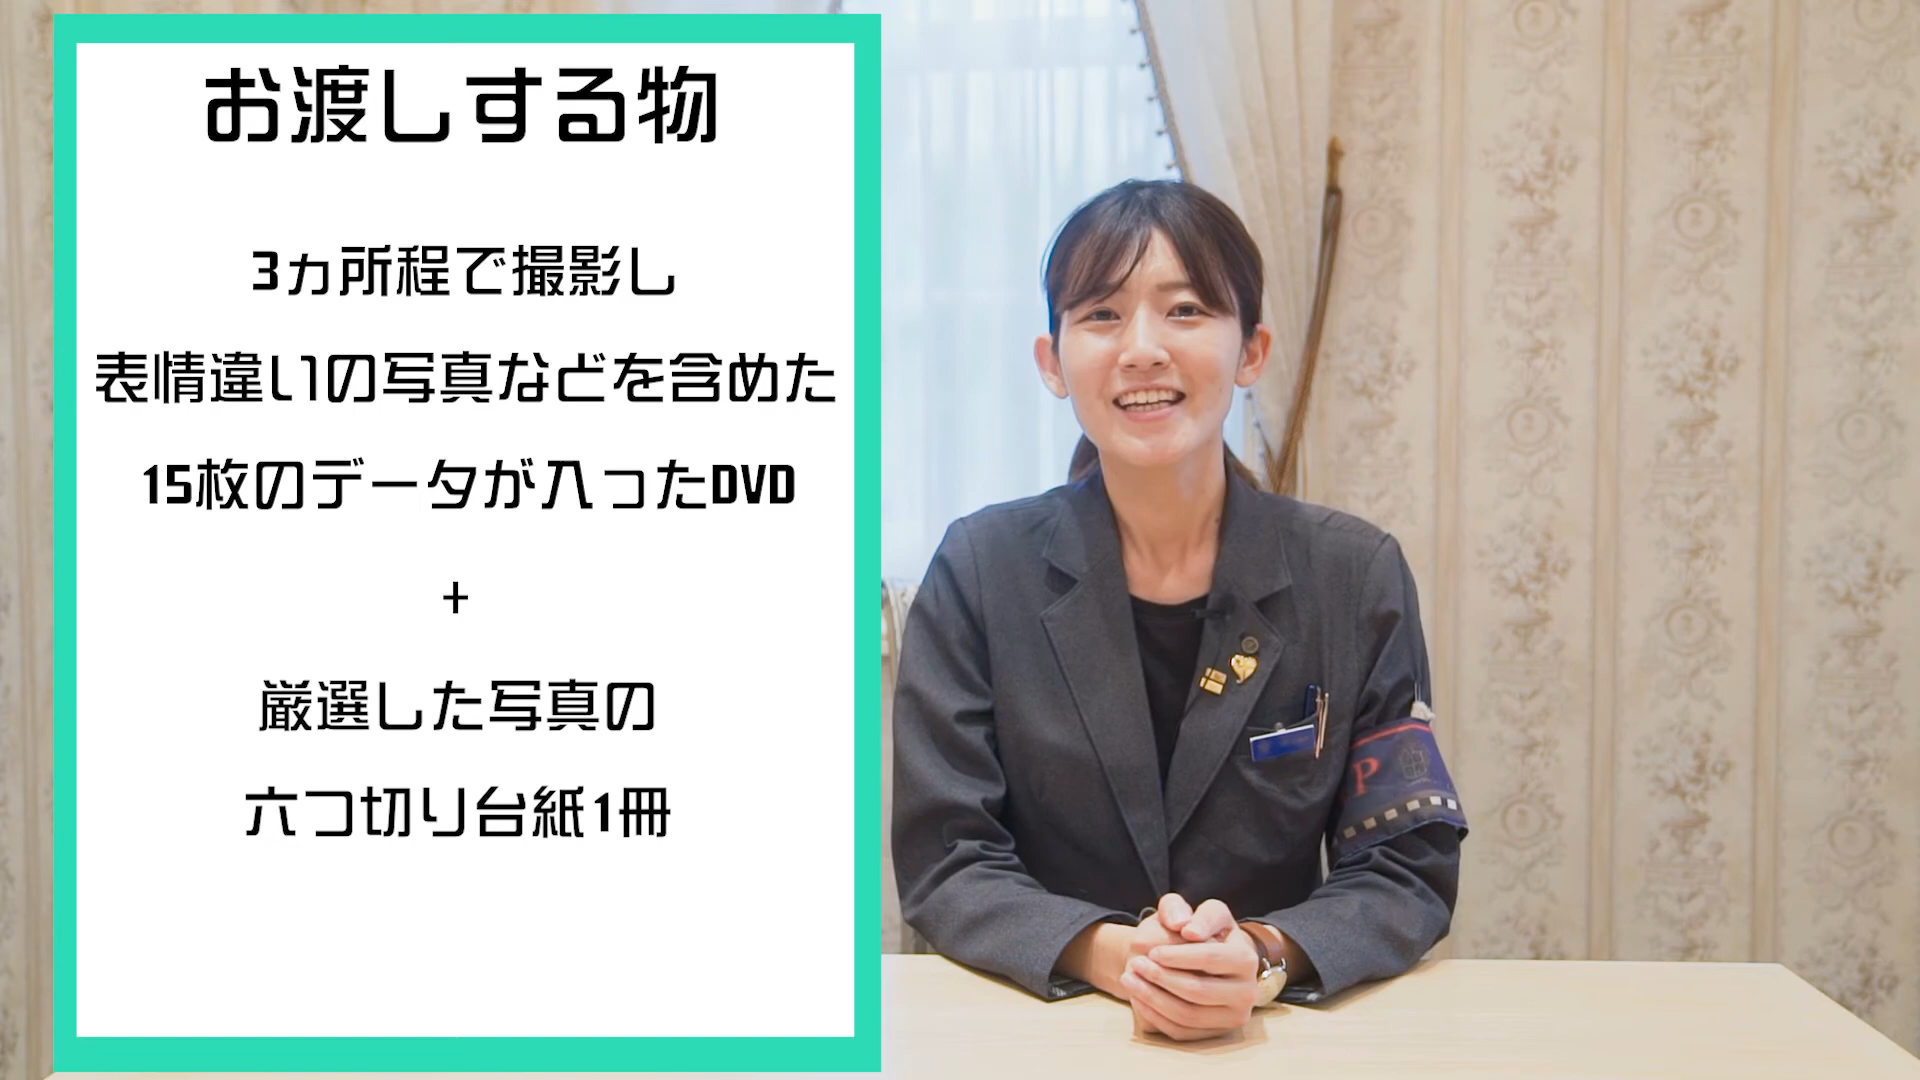 お渡しする物
3ヵ所程で撮影し
表情違いの写真などを含めた
15枚のデータが入ったDVD
+
厳選した写真の
六つ切り台紙1冊
P